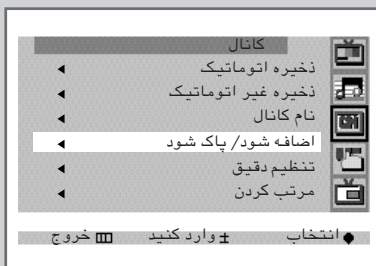 کانال
ذخیره اتوماتیک
ذخیره غیر اتوماتیک
نام کانال
اضافه شود/ پاک شود
تنظیم دقیق
مرتب کردن
انتخاب ± وارد کنید خروج